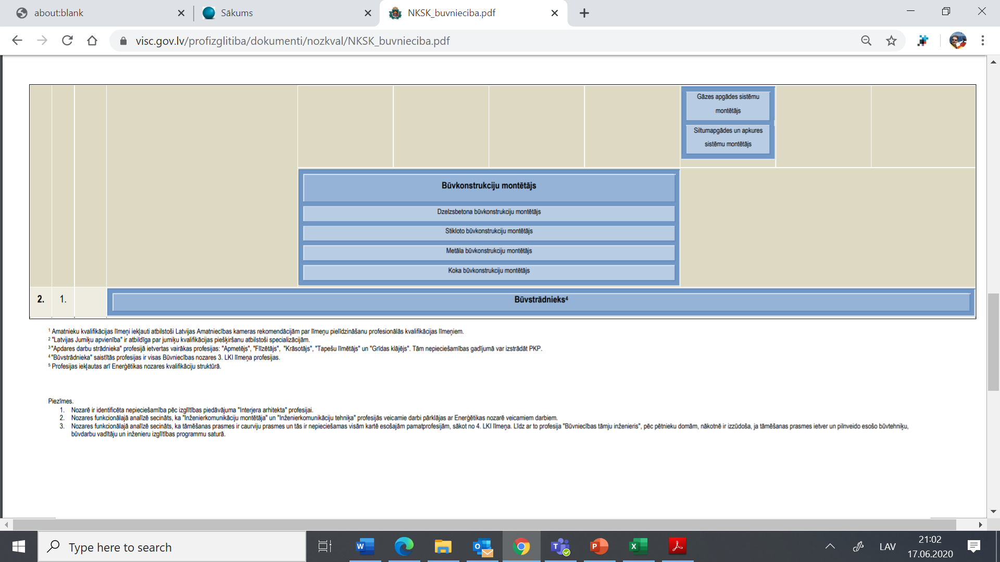 about:blank
Sākums
NKSK_buvnieciba.pdf
visc.gov.lv/profizglitiba/dokumenti/nozkval/NKSK_buvnieciba.pdf
Gāzes apgādes sistēmu
montētājs
Siltumapgādes un apkures
sistēmu montētājs
Būvkonstrukciju montētājs
Dzelzsbetona būvkonstrukciju montētājs
Stikloto būvkonstrukciju montētājs
Metāla būvkonstrukciju montētājs
Koka būvkonstrukciju montētājs
2. 1. Būvstrādnieks⁴
¹ Amatnieku kvalifikācijas līmeņi iekļauti atbilstoši Latvijas Amatniecības kameras rekomendācijām par līmeņu pielīdzināšanu profesionālās kvalifikācijas līmeņiem.
² "Latvijas Jumiķu apvienība" ir atbildīga par jumiķu kvalifikācijas piešķiršanu atbilstoši specializācijām.
³ "Apdares darbu strādnieka" profesijā ietvertas vairākas profesijas: "Apmetējs", "Flīzētājs", "Krāsotājs", "Tapešu līmētājs" un "Grīdas klājējs". Tām nepieciešamības gadījumā var izstrādāt PKP.
⁴ "Būvstrādnieka" saistītās profesijas ir visas Būvniecības nozares 3. LKI līmeņa profesijas.
⁵ Profesijas iekļautas arī Enerģētikas nozares kvalifikāciju struktūrā.
Piezīmes.
1. Nozarē ir identificēta nepieciešamība pēc izglītības piedāvājuma "Interjera arhitekta" profesijai.
2. Nozares funkcionālajā analīzē secināts, ka "Inženierkomunikāciju montētāja" un "Inženierkomunikāciju tehniķa" profesijās veicamie darbi pārklājas ar Enerģētikas nozarē veicamiem darbiem.
3. Nozares funkcionālajā analīzē secināts, ka tāmēšanas prasmes ir caurviju prasmes un tās ir nepieciešamas visām kartē esošajām pamatprofesijām, sākot no 4. LKI līmeņa. Līdz ar to profesija "Būvniecības tāmju inženieris", pēc pētnieku domām, nākotnē ir izzūdoša, ja tāmēšanas prasmes ietver un pilnveido esošo būvtehniķu,
būvdarbu vadītāju un inženieru izglītības programmu saturā.
Type here to search
LAV
21:02
17.06.2020